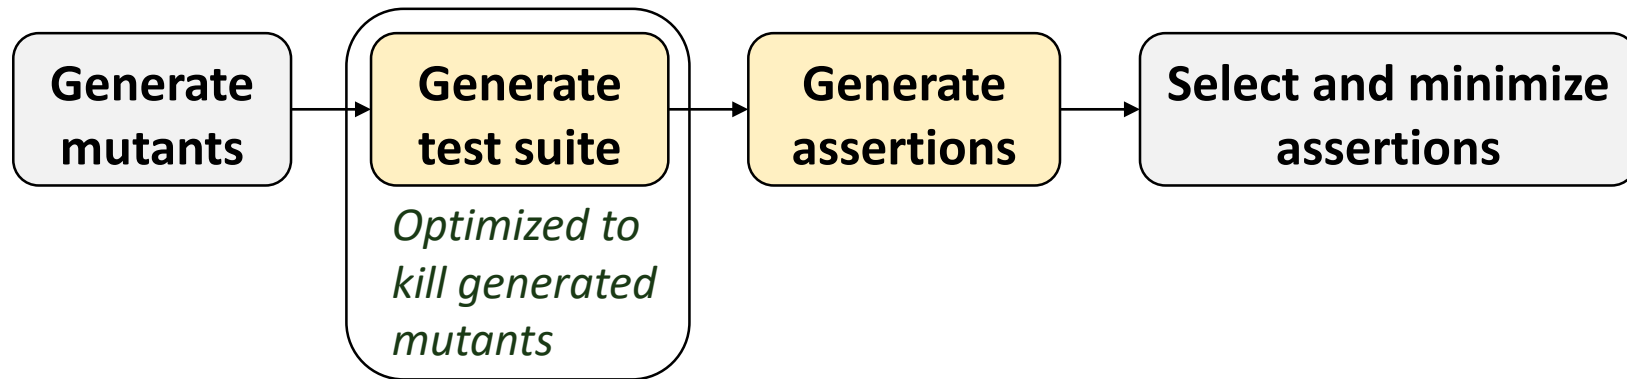 Generate
mutants
Generate
test suite
Optimized to
kill generated
mutants
Generate
assertions
Select and minimize
assertions